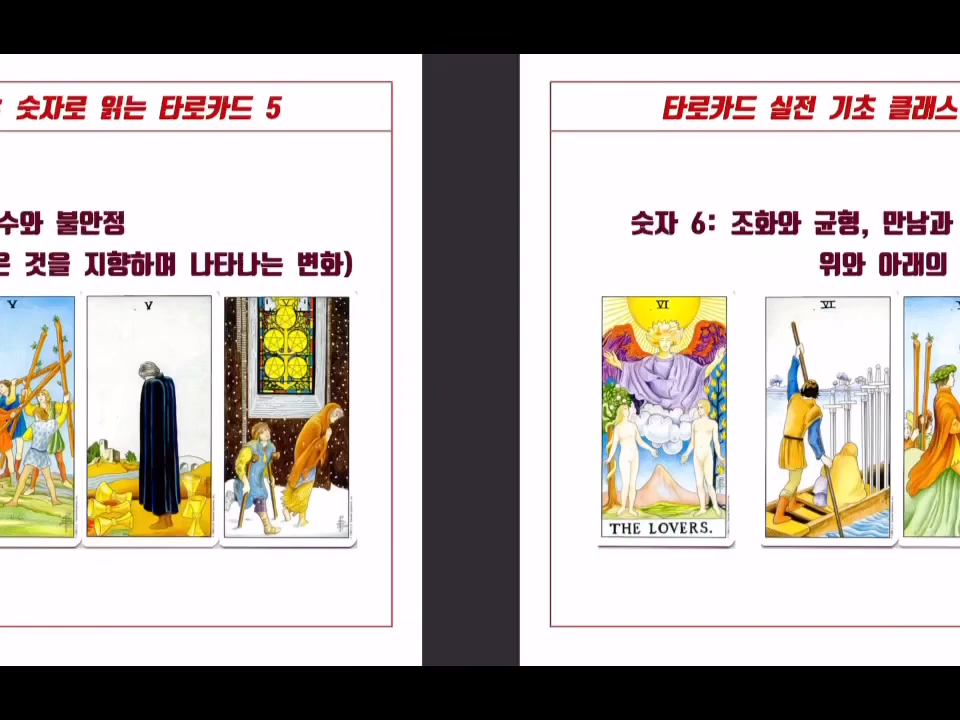 숫자로 읽는 타로카드 5
수와 불안정
것을 지향하며 나타나는 변화)
V
V
타로카드 실전 기초 클래스
숫자 6: 조화와 균형, 만남과
위와 아래의
VI
VI
THE LOVERS.